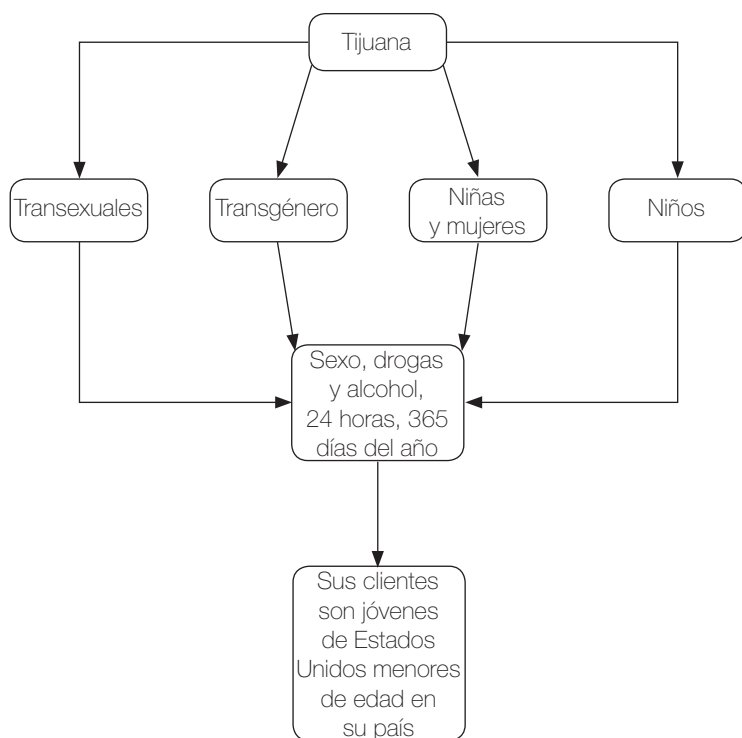 Tijuana
Transexuales
Transgénero
Niñas
y mujeres
Niños
Sexo, drogas
y alcohol,
24 horas, 365
días del año
Sus clientes
son jóvenes
de Estados
Unidos menores
de edad en
su país